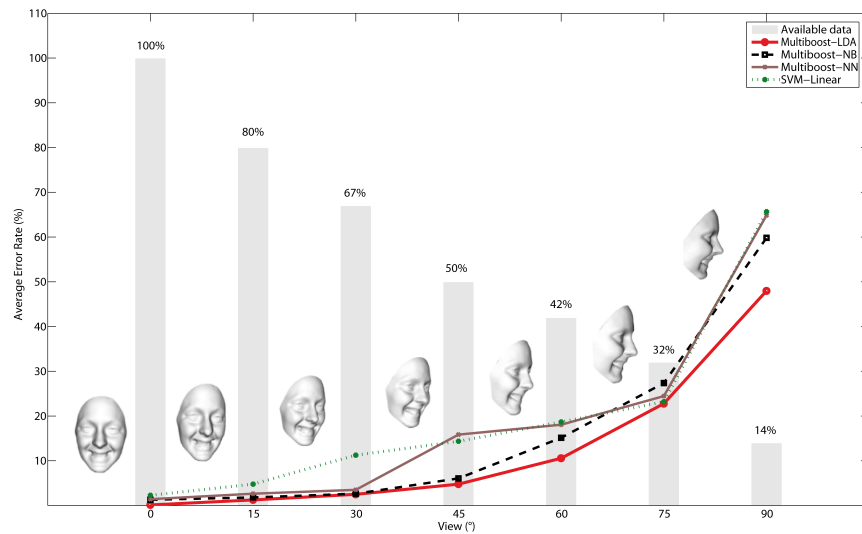 110
100
90
80
70
60
50
40
30
20
10
Average Error Rate (%)
100%
80%
67%
50%
42%
32%
14%
Available data
Multiboost−LDA
Multiboost−NB
Multiboost−NN
SVM−Linear
0 15 30 45 60 75 90
View (°)